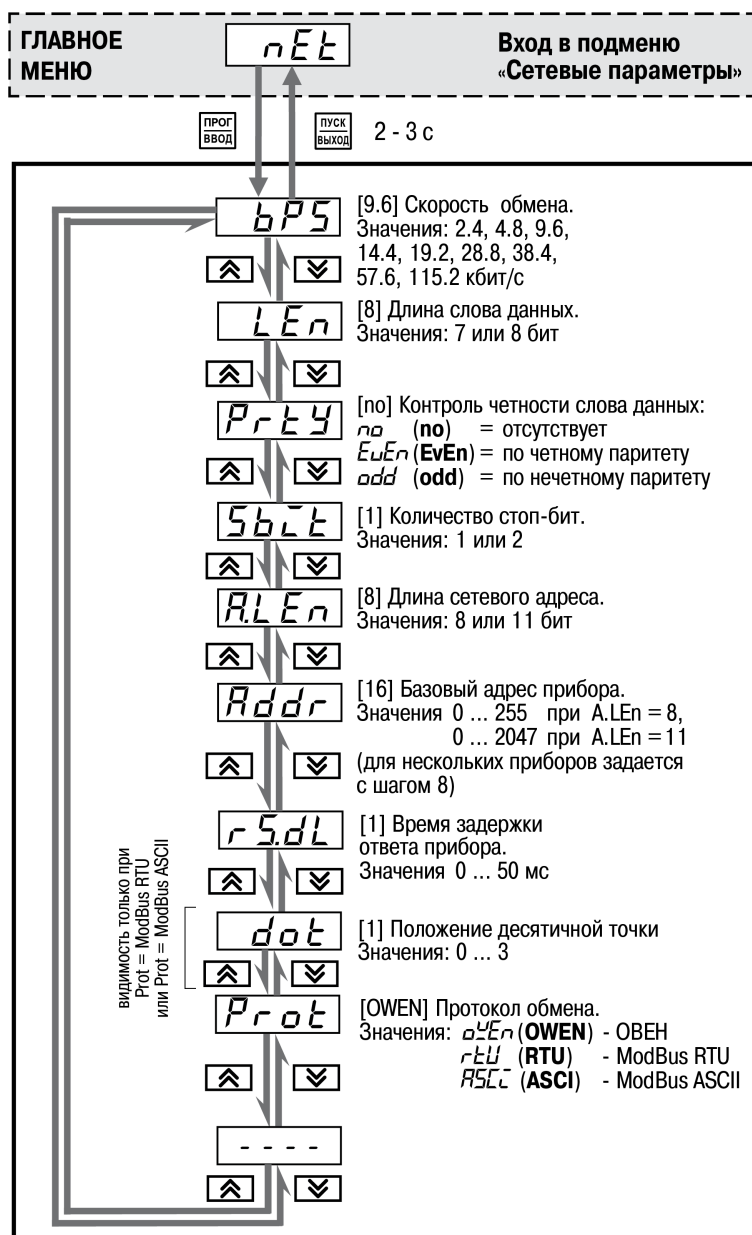 ГЛАВНОЕ
МЕНЮ
nEt
Вход в подменю
«Сетевые параметры»
ПРОГ
ВВОД
ПУСК
ВЫХОД
2 - 3 с
bPS
[9.6] Скорость обмена.
Значения: 2.4, 4.8, 9.6,
14.4, 19.2, 28.8, 38.4,
57.6, 115.2 кбит/с
LEn
[8] Длина слова данных.
Значения: 7 или 8 бит
PrtY
[no] Контроль четности слова данных:
no (no) = отсутствует
EvEn (EvEn) = по четному паритету
odd (odd) = по нечетному паритету
Sbit
[1] Количество стоп-бит.
Значения: 1 или 2
A.LEn
[8] Длина сетевого адреса.
Значения: 8 или 11 бит
Addr
[16] Базовый адрес прибора.
Значения 0 ... 255 при A.LEn = 8,
0 ... 2047 при A.LEn = 11
(для нескольких приборов задается
с шагом 8)
rS.dL
[1] Время задержки
ответа прибора.
Значения 0 ... 50 мс
видимость только при
Prot = ModBus RTU
или Prot = ModBus ASCII
dot
[1] Положение десятичной точки
Значения: 0 ... 3
Prot
[OWEN] Протокол обмена.
Значения: oYEn (OWEN) - ОВЕН
rtU (RTU) - ModBus RTU
ASCi (ASCI) - ModBus ASCII
- - - -